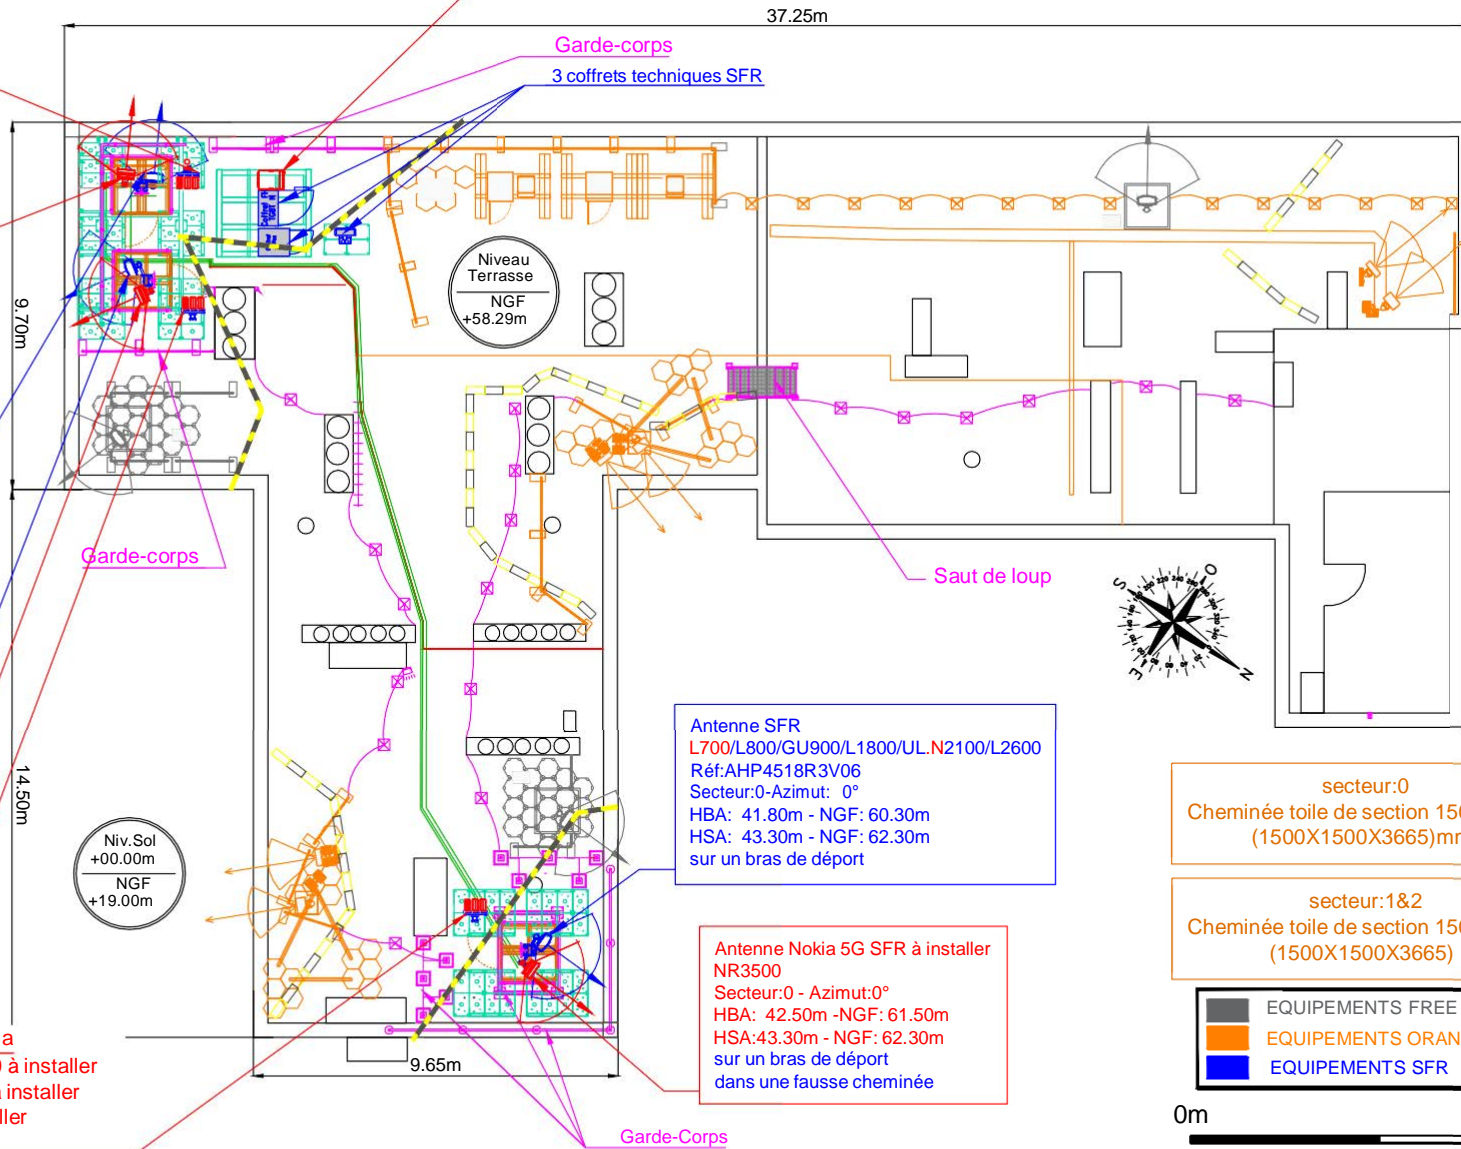 37.25m
Garde-corps
3 coffrets techniques SFR
Niveau
Terrasse
NGF
+58.29m
9.70m
Garde-corps
Saut de loup
S
O
E
N
14.50m
Niv.Sol
+00.00m
NGF
+19.00m
Antenne SFR
L700/L800/GU900/L1800/UL.N2100/L2600
Réf:AHP4518R3V06
Secteur:0-Azimut: 0°
HBA: 41.80m - NGF: 60.30m
HSA: 43.30m - NGF: 62.30m
sur un bras de déport
Antenne Nokia 5G SFR à installer
NR3500
Secteur:0 - Azimut:0°
HBA: 42.50m -NGF: 61.50m
HSA:43.30m - NGF: 62.30m
sur un bras de déport
dans une fausse cheminée
secteur:0
Cheminée toile de section
(1500X1500X3665)
secteur:1&2
Cheminée toile de section
(1500X1500X3665)
EQUIPEMENTS FREE
EQUIPEMENTS ORAN
EQUIPEMENTS SFR
0m
9.65m
Garde-Corps
a
à installer
installer
ller